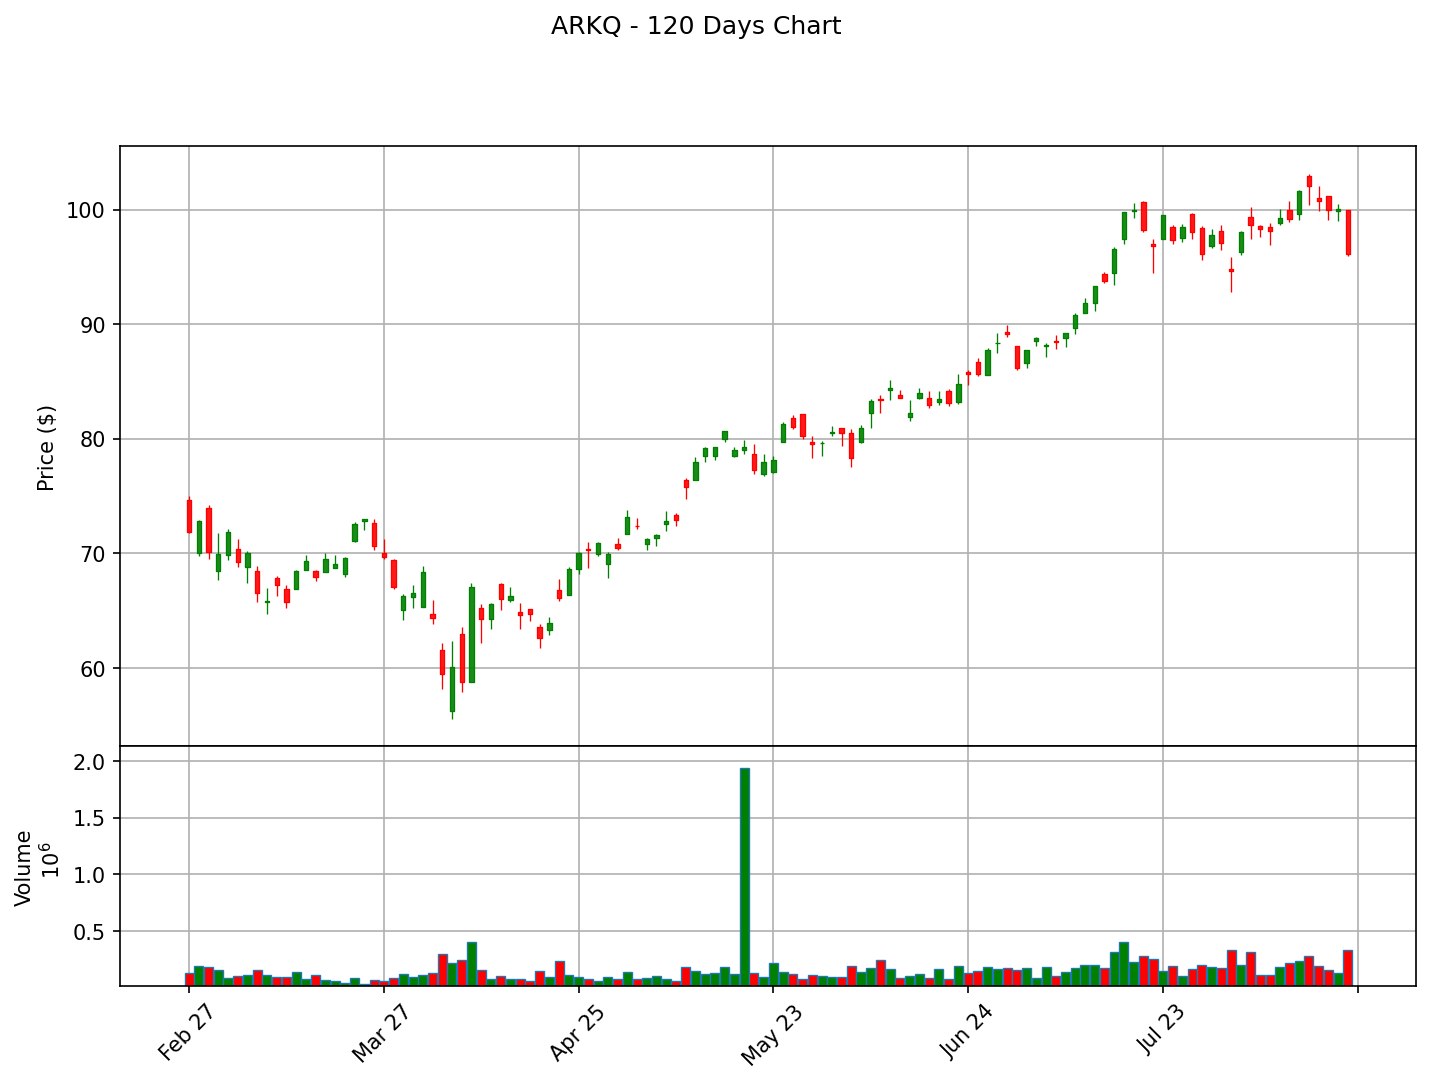 ARKQ - 120 Days Chart
Price ($)
100
90
80
70
60
Volume
10^6
2.0
1.5
1.0
0.5
Feb 27
Mar 27
Apr 25
May 23
Jun 24
Jul 23